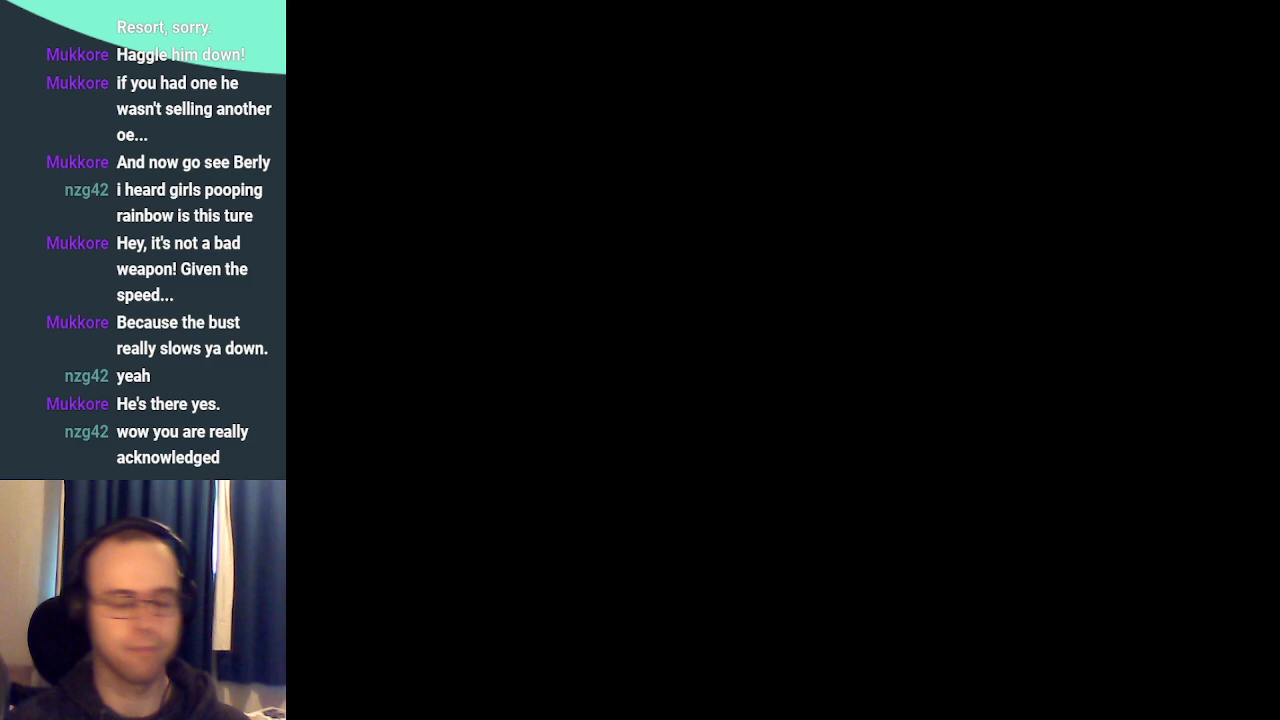 Resort, sorry.
Mukkore Haggle him down!
Mukkore if you had one he
wasn't selling another
oe...
Mukkore And now go see Berly
nzg42 i heard girls pooping
rainbow is this ture
Mukkore Hey, it's not a bad
weapon! Given the
speed...
Mukkore Because the bust
really slows ya down.
nzg42 yeah
Mukkore He's there yes.
nzg42 wow you are really
acknowledged